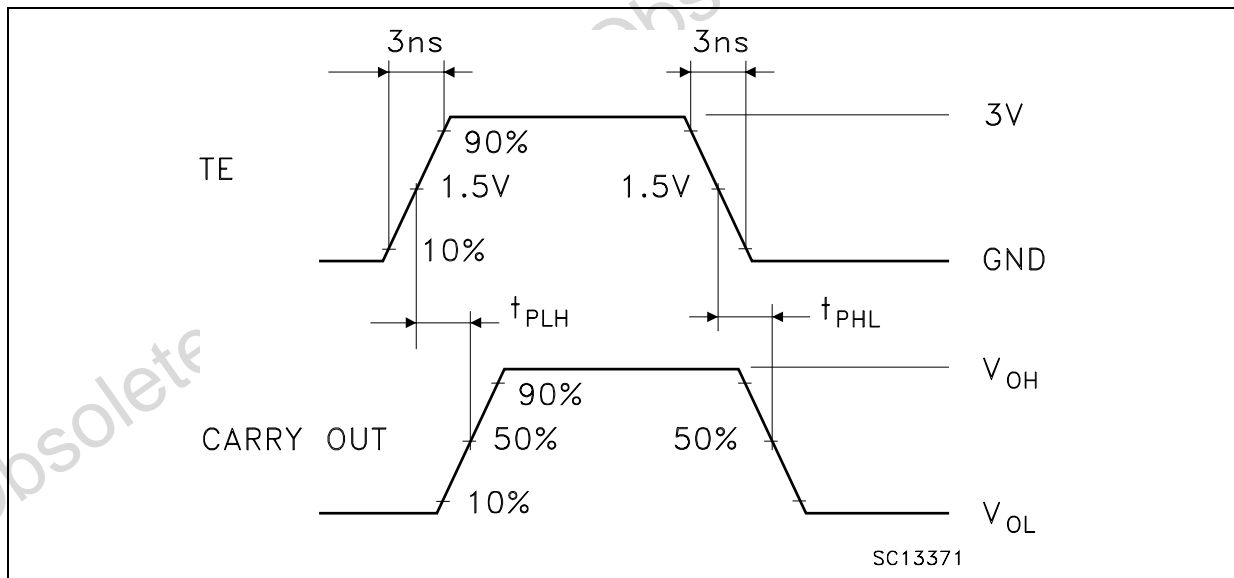 3ns 3ns
3V
90%
TE
1.5V 1.5V
10%
GND
tPLH tPHL
VOH
90%
CARRY OUT 50% 50%
10%
VOL
SC13371
Obsolete